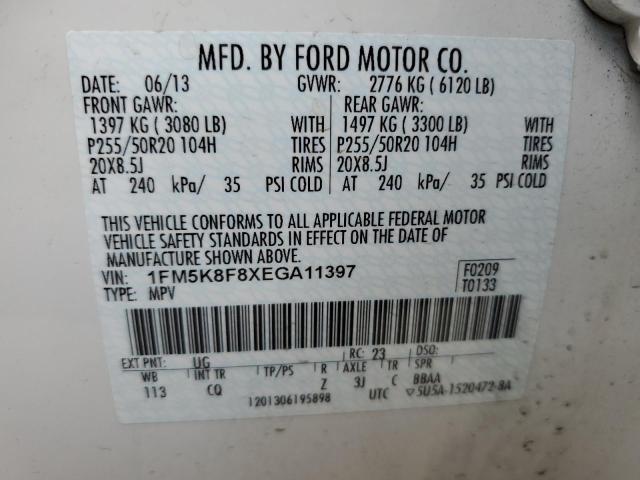 MFD. BY FORD MOTOR CO.
DATE: 06/13 GVWR: 2776 KG ( 6120 LB)
FRONT GAWR: REAR GAWR:
1397 KG ( 3080 LB) WITH 1497 KG ( 3300 LB) WITH
P255/50R20 104H TIRES P255/50R20 104H TIRES
20X8.5J RIMS 20X8.5J RIMS
AT 240 kPa/ 35 PSI COLD AT 240 kPa/ 35 PSI COLD
THIS VEHICLE CONFORMS TO ALL APPLICABLE FEDERAL MOTOR
VEHICLE SAFETY STANDARDS IN EFFECT ON THE DATE OF
MANUFACTURE SHOWN ABOVE.
VIN: 1FM5K8F8XEGA11397 F0209
TYPE: MPV T0133
EXT PNT: UG RC: 23 DSO:
WB INT TR TP/PS R AXLE TR SPR
113 CQ Z 3J C BBAA
1201306195898 UTC ▽5U5A-1520472-BA